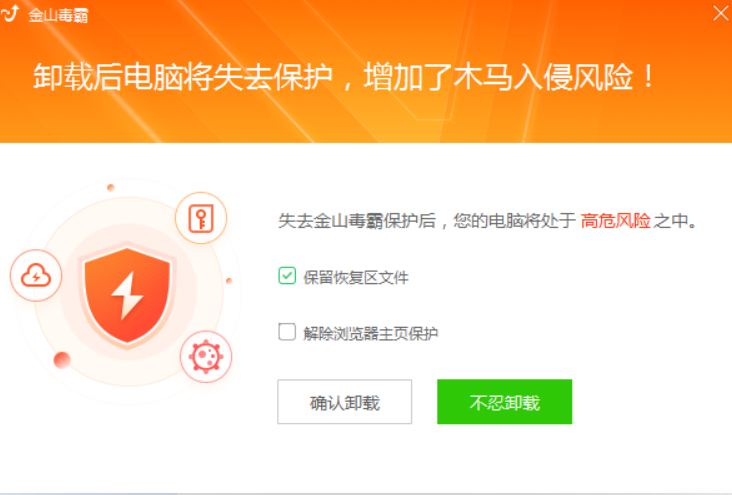 金山毒霸
卸载后电脑将失去保护，增加了木马入侵风险！
失去金山毒霸保护后，您的电脑将处于 高危风险 之中。
保留恢复区文件
解除浏览器主页保护
确认卸载
不忍卸载